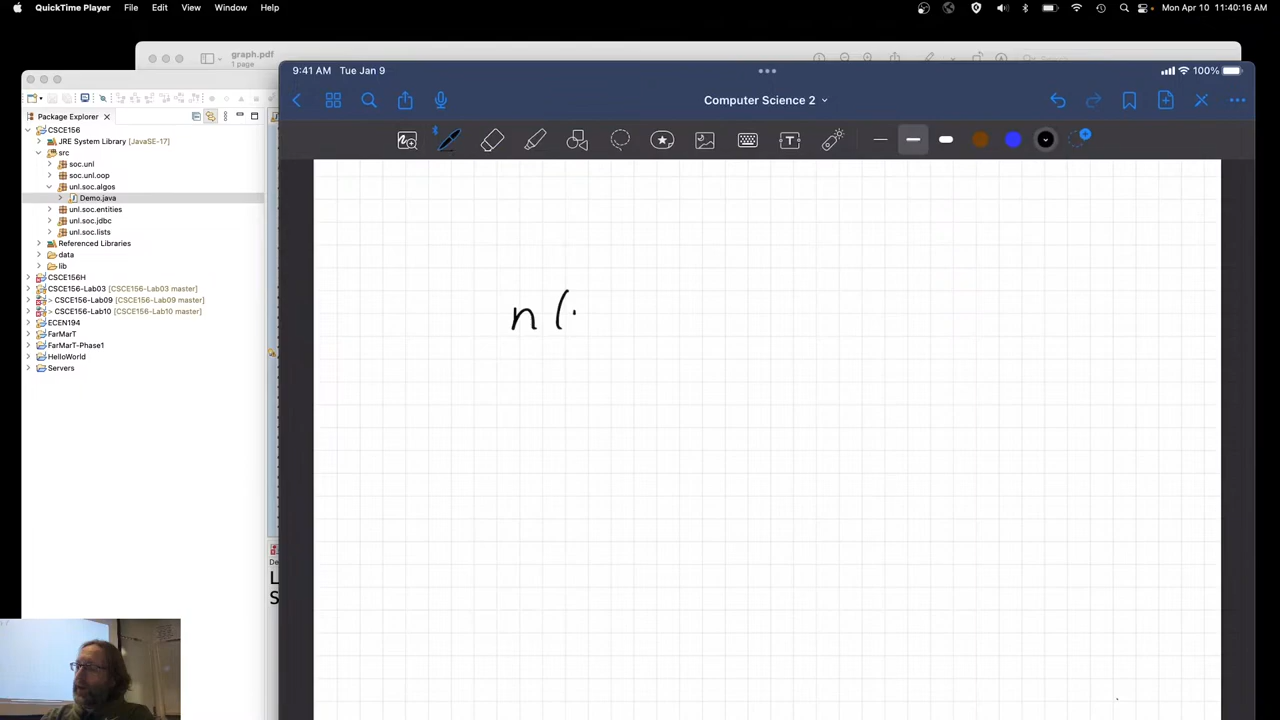 QuickTime Player File Edit View Window Help Mon Apr 10 11:40:16 AM
graph.pdf
1 page
9:41 AM Tue Jan 9 100%
Computer Science 2
Package Explorer
CSCE156
JRE System Library [JavaSE-17]
src
soc.unl
soc.unl.oop
unl.soc.algos
Demo.java
unl.soc.entities
unl.soc.jdbc
unl.soc.lists
Referenced Libraries
data
lib
CSCE156H
CSCE156-Lab03 [CSCE156-Lab03 master]
> CSCE156-Lab09 [CSCE156-Lab09 master]
> CSCE156-Lab10 [CSCE156-Lab10 master]
ECEN194
FarMarT
FarMarT-Phase1
HelloWorld
Servers
n (
De
L
S